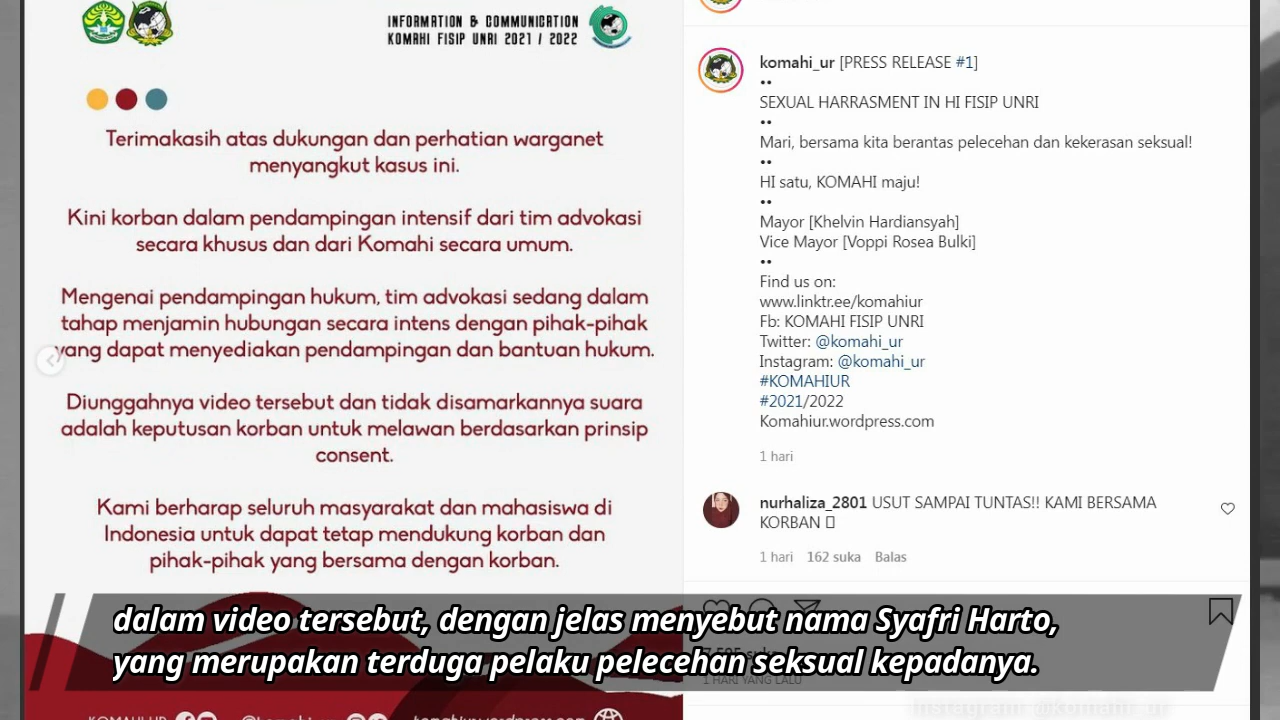 INFORMATION & COMMUNICATION
KOMAHI FISIP UNRI 2021 / 2022
Terimakasih atas dukungan dan perhatian warganet
menyangkut kasus ini.
Kini korban dalam pendampingan intensif dari tim advokasi
secara khusus dan dari Komahi secara umum.
Mengenai pendampingan hukum, tim advokasi sedang dalam
tahap menjamin hubungan secara intens dengan pihak-pihak
yang dapat menyediakan pendampingan dan bantuan hukum.
Diunggahnya video tersebut dan tidak disamarkannya suara
adalah keputusan korban untuk melawan berdasarkan prinsip
consent.
Kami berharap seluruh masyarakat dan mahasiswa di
Indonesia untuk dapat tetap mendukung korban dan
pihak-pihak yang bersama dengan korban.
komahi_ur [PRESS RELEASE #1]
••
SEXUAL HARRASMENT IN HI FISIP UNRI
••
Mari, bersama kita berantas pelecehan dan kekerasan seksual!
••
HI satu, KOMAHI maju!
••
Mayor [Khelvin Hardiansyah]
Vice Mayor [Voppi Rosea Bulki]
••
Find us on:
www.linktr.ee/komahiur
Fb: KOMAHI FISIP UNRI
Twitter: @komahi_ur
Instagram: @komahi_ur
#KOMAHIUR
#2021/2022
Komahiur.wordpress.com
1 hari
nurhaliza_2801 USUT SAMPAI TUNTAS!! KAMI BERSAMA
KORBAN
1 hari 162 suka Balas
1 HARI YANG LALU
dalam video tersebut, dengan jelas menyebut nama Syafri Harto,
yang merupakan terduga pelaku pelecehan seksual kepadanya.
Instagram @komahi_ur